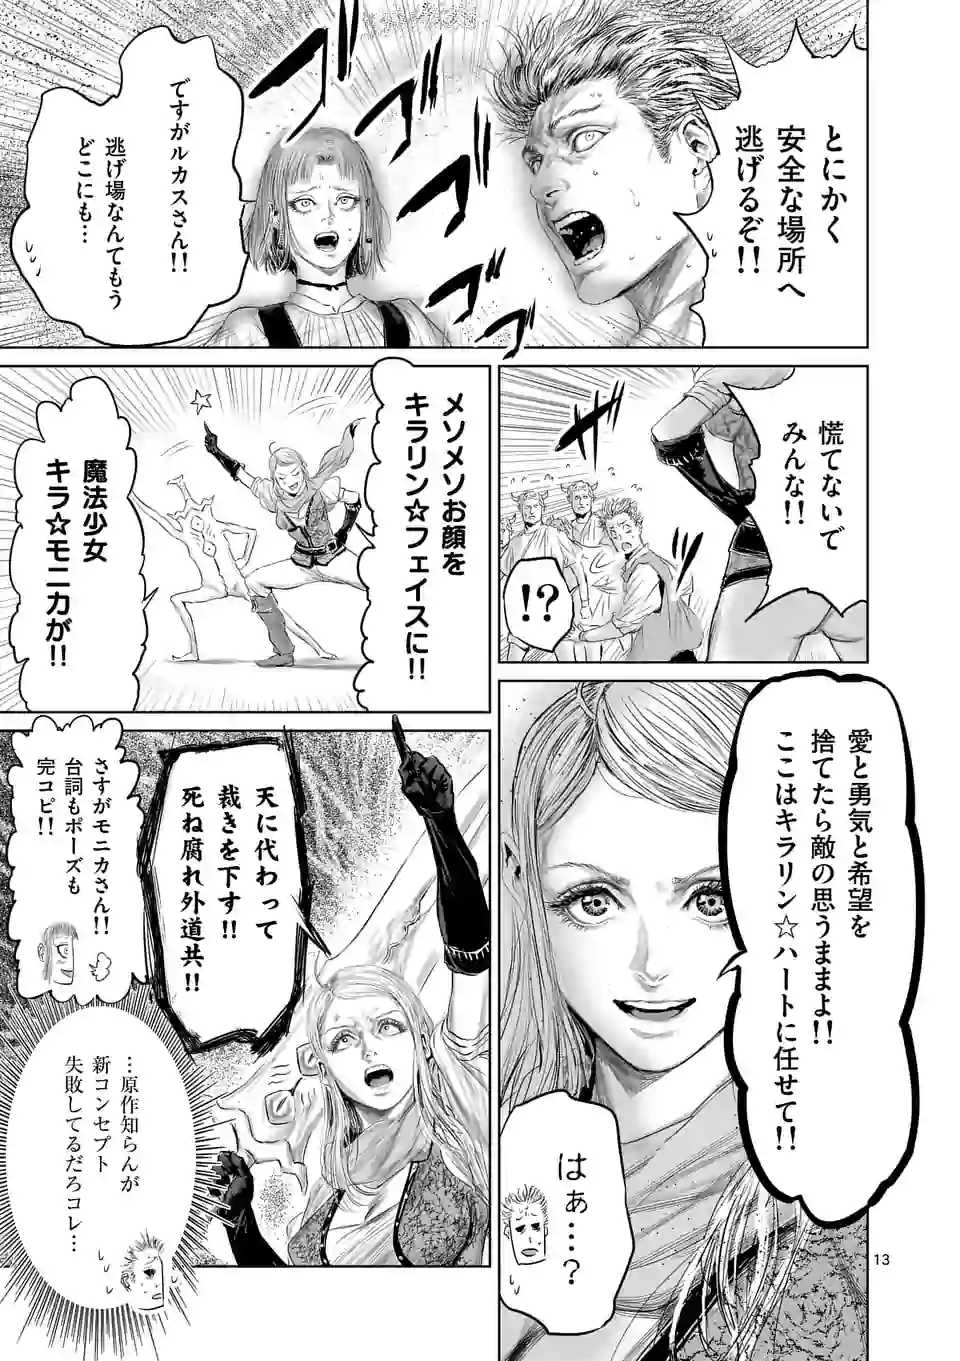 とにかく
安全な場所へ
逃げるぞ!!
ですがルカスさん!!
逃げ場なんてもう
どこにも…
ブブブブ
慌てないで
みんな!!
!?
メソメソお顔を
キラリン☆フェイスに!!
魔法少女
キラ☆モニカが!!
愛と勇気と希望を
捨てたら敵の思うままよ!!
ここはキラリン☆ハートに任せて!!
はぁ…?
天に代わって
裁きを下す!!
死ね腐れ外道共!!
さすがモニカさん!!
台詞もポーズも
完コピ!!
…原作知らんが
新コンセプト
失敗してるだろコレ…
13